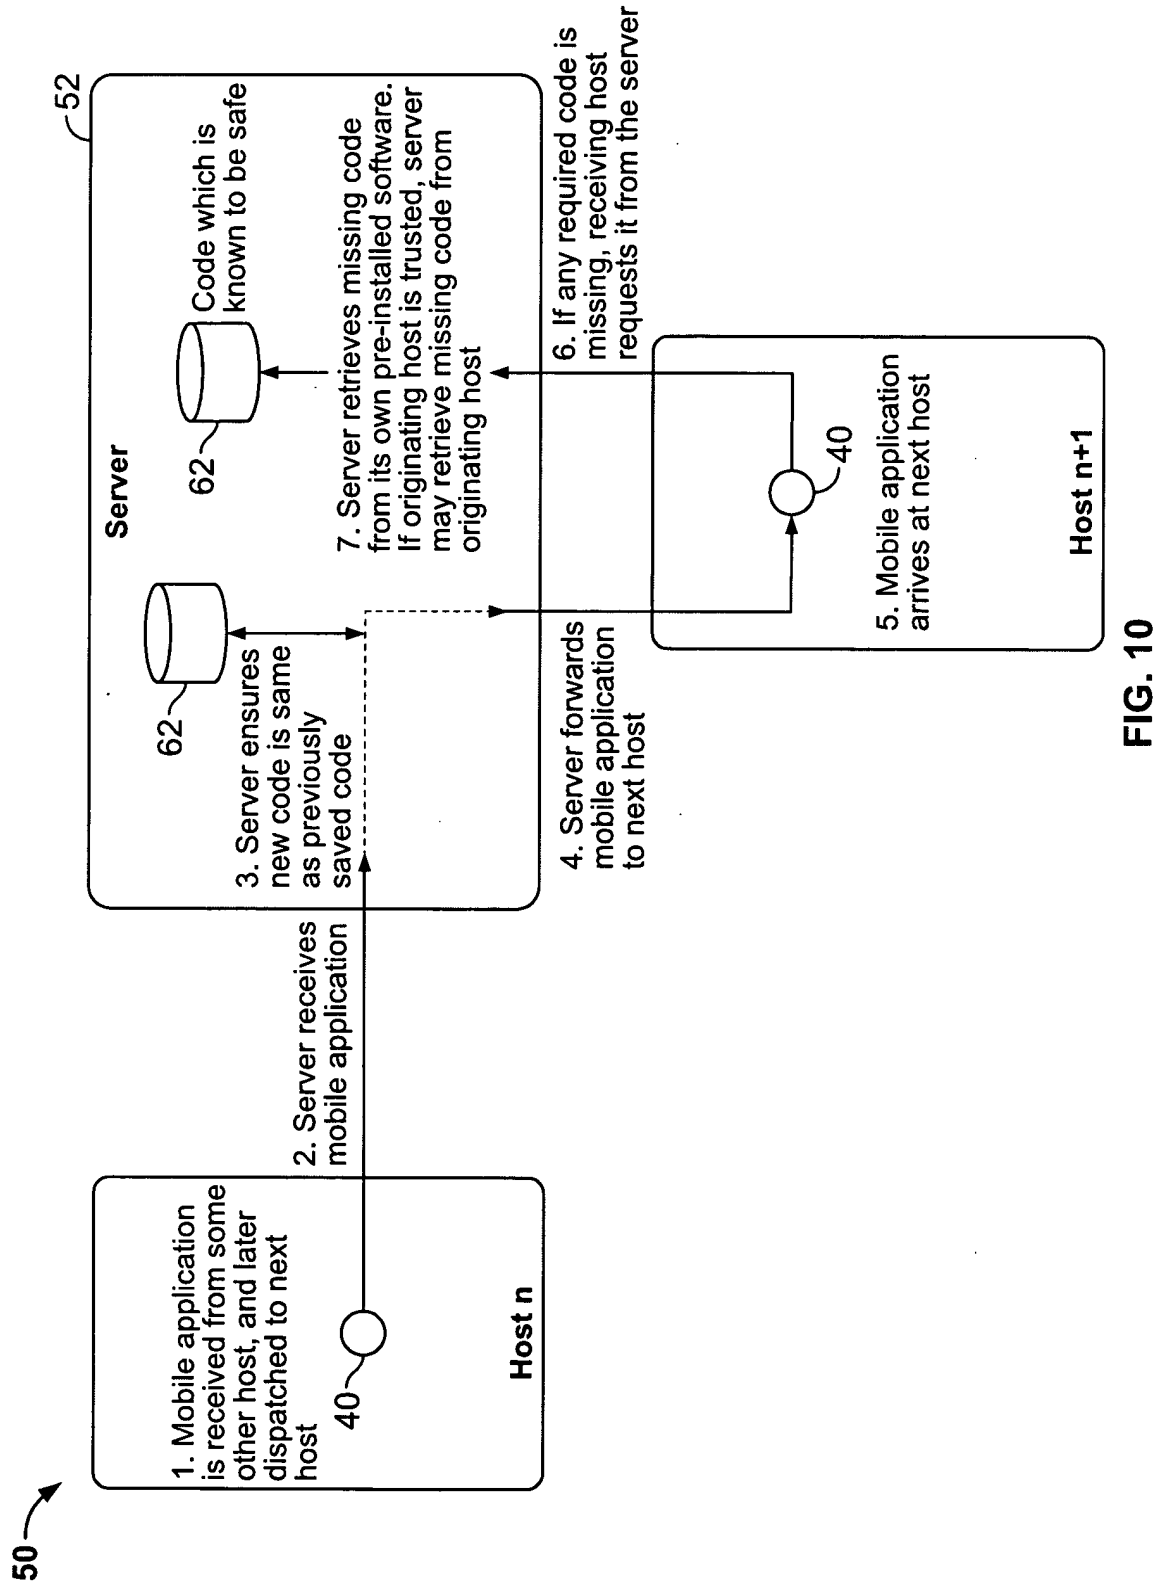 50
52
Server
62
62
Code which is
known to be safe
1. Mobile application
is received from some
other host, and later
dispatched to next
host
40
Host n
2. Server receives
mobile application
3. Server ensures
new code is same
as previously
saved code
7. Server retrieves missing code
from its own pre-installed software.
If originating host is trusted, server
may retrieve missing code from
originating host
4. Server forwards
mobile application
to next host
6. If any required code is
missing, receiving host
requests it from the server
40
5. Mobile application
arrives at next host
Host n+1
FIG. 10